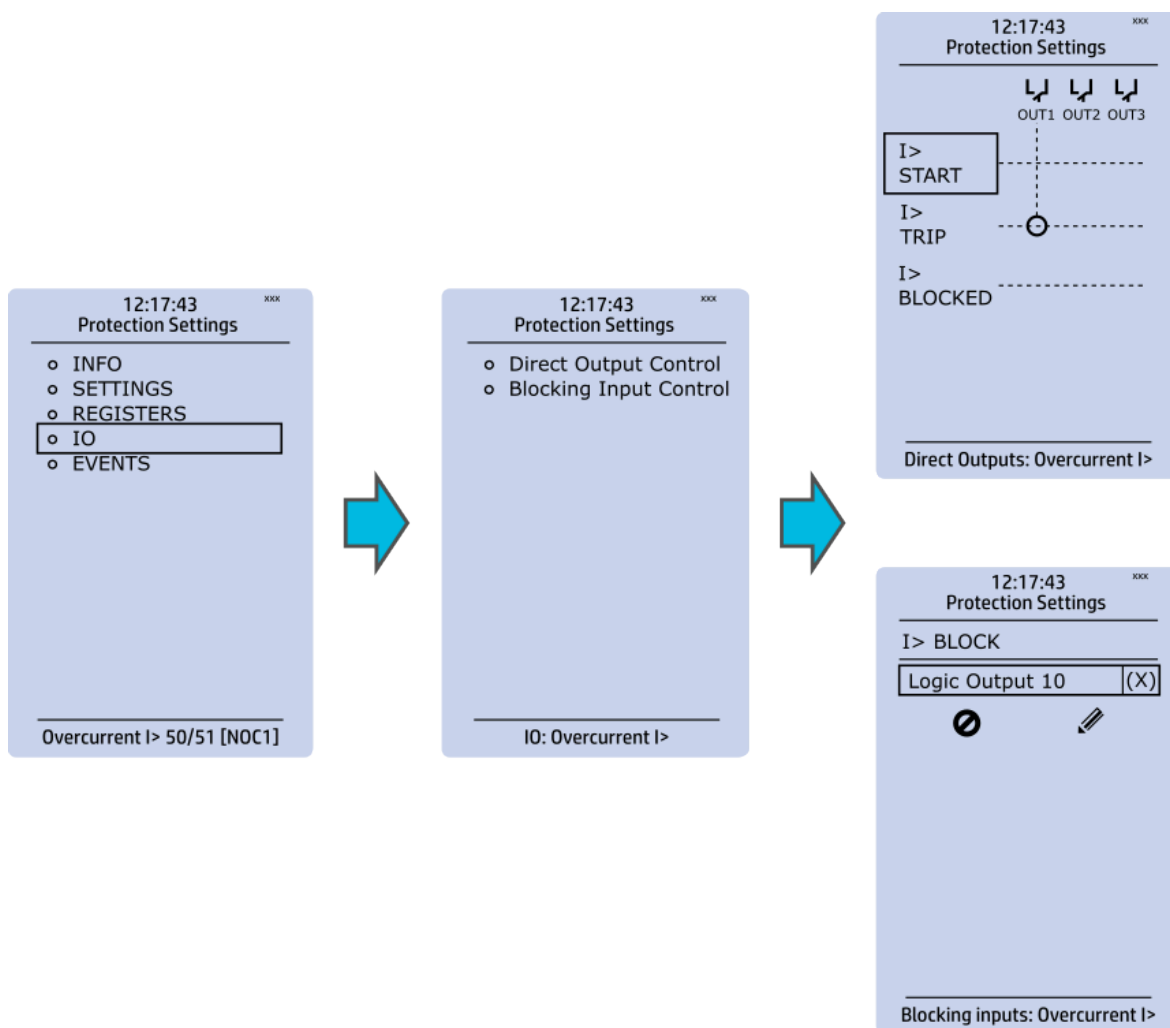 12:17:43 xxx
Protection Settings
INFO
SETTINGS
REGISTERS
IO
EVENTS
Overcurrent I> 50/51 [NOC1]
12:17:43 xxx
Protection Settings
Direct Output Control
Blocking Input Control
IO: Overcurrent I>
12:17:43 xxx
Protection Settings
OUT1 OUT2 OUT3
I>
START
I>
TRIP
I>
BLOCKED
Direct Outputs: Overcurrent I>
12:17:43 xxx
Protection Settings
I> BLOCK
Logic Output 10 (X)
Blocking inputs: Overcurrent I>